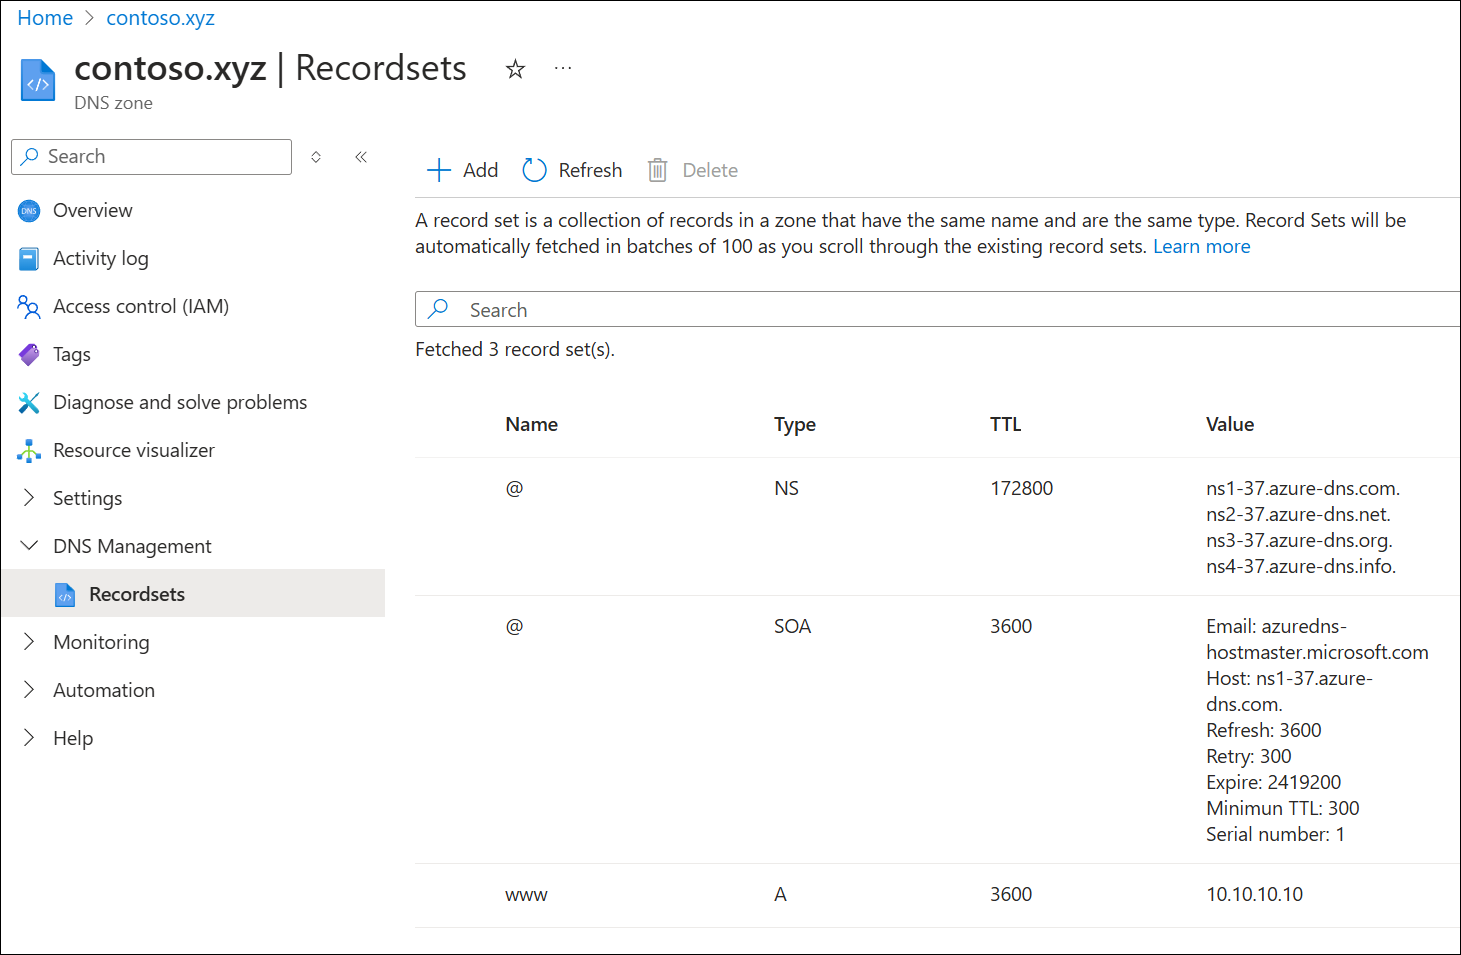 Home > contoso.xyz
contoso.xyz | Recordsets
DNS zone
Search
Overview
Activity log
Access control (IAM)
Tags
Diagnose and solve problems
Resource visualizer
Settings
DNS Management
Recordsets
Monitoring
Automation
Help
Add Refresh Delete
A record set is a collection of records in a zone that have the same name and are the same type. Record Sets will be
automatically fetched in batches of 100 as you scroll through the existing record sets. Learn more
Search
Fetched 3 record set(s).
Name Type TTL Value
@ NS 172800 ns1-37.azure-dns.com.
ns2-37.azure-dns.net.
ns3-37.azure-dns.org.
ns4-37.azure-dns.info.
@ SOA 3600 Email: azuredns-
hostmaster.microsoft.com
Host: ns1-37.azure-
dns.com.
Refresh: 3600
Retry: 300
Expire: 2419200
Minimun TTL: 300
Serial number: 1
www A 3600 10.10.10.10